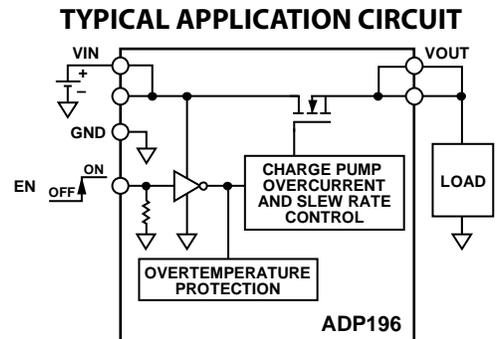 TYPICAL APPLICATION CIRCUIT
VIN
VOUT
+
–
GND
EN
ON
OFF
CHARGE PUMP
OVERCURRENT
AND SLEW RATE
CONTROL
LOAD
OVERTEMPERATURE
PROTECTION
ADP196